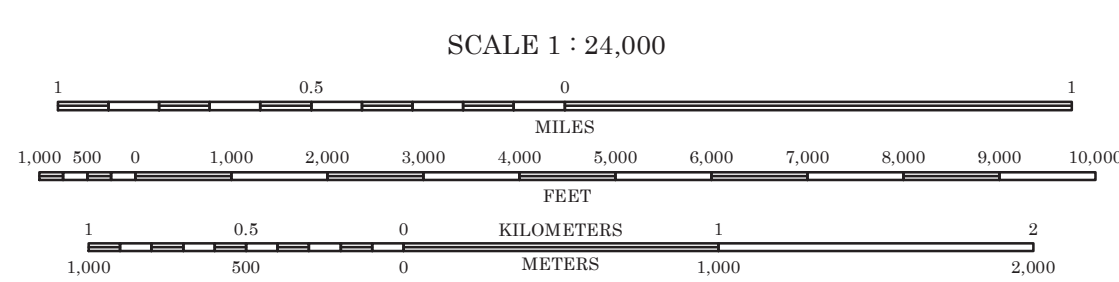 SCALE 1 : 24,000
1 0.5 0 1
MILES
1,000 500 0 1,000 2,000 3,000 4,000 5,000 6,000 7,000 8,000 9,000 10,000
FEET
1 0.5 0 KILOMETERS 1 2
1,000 500 0 METERS 1,000 2,000